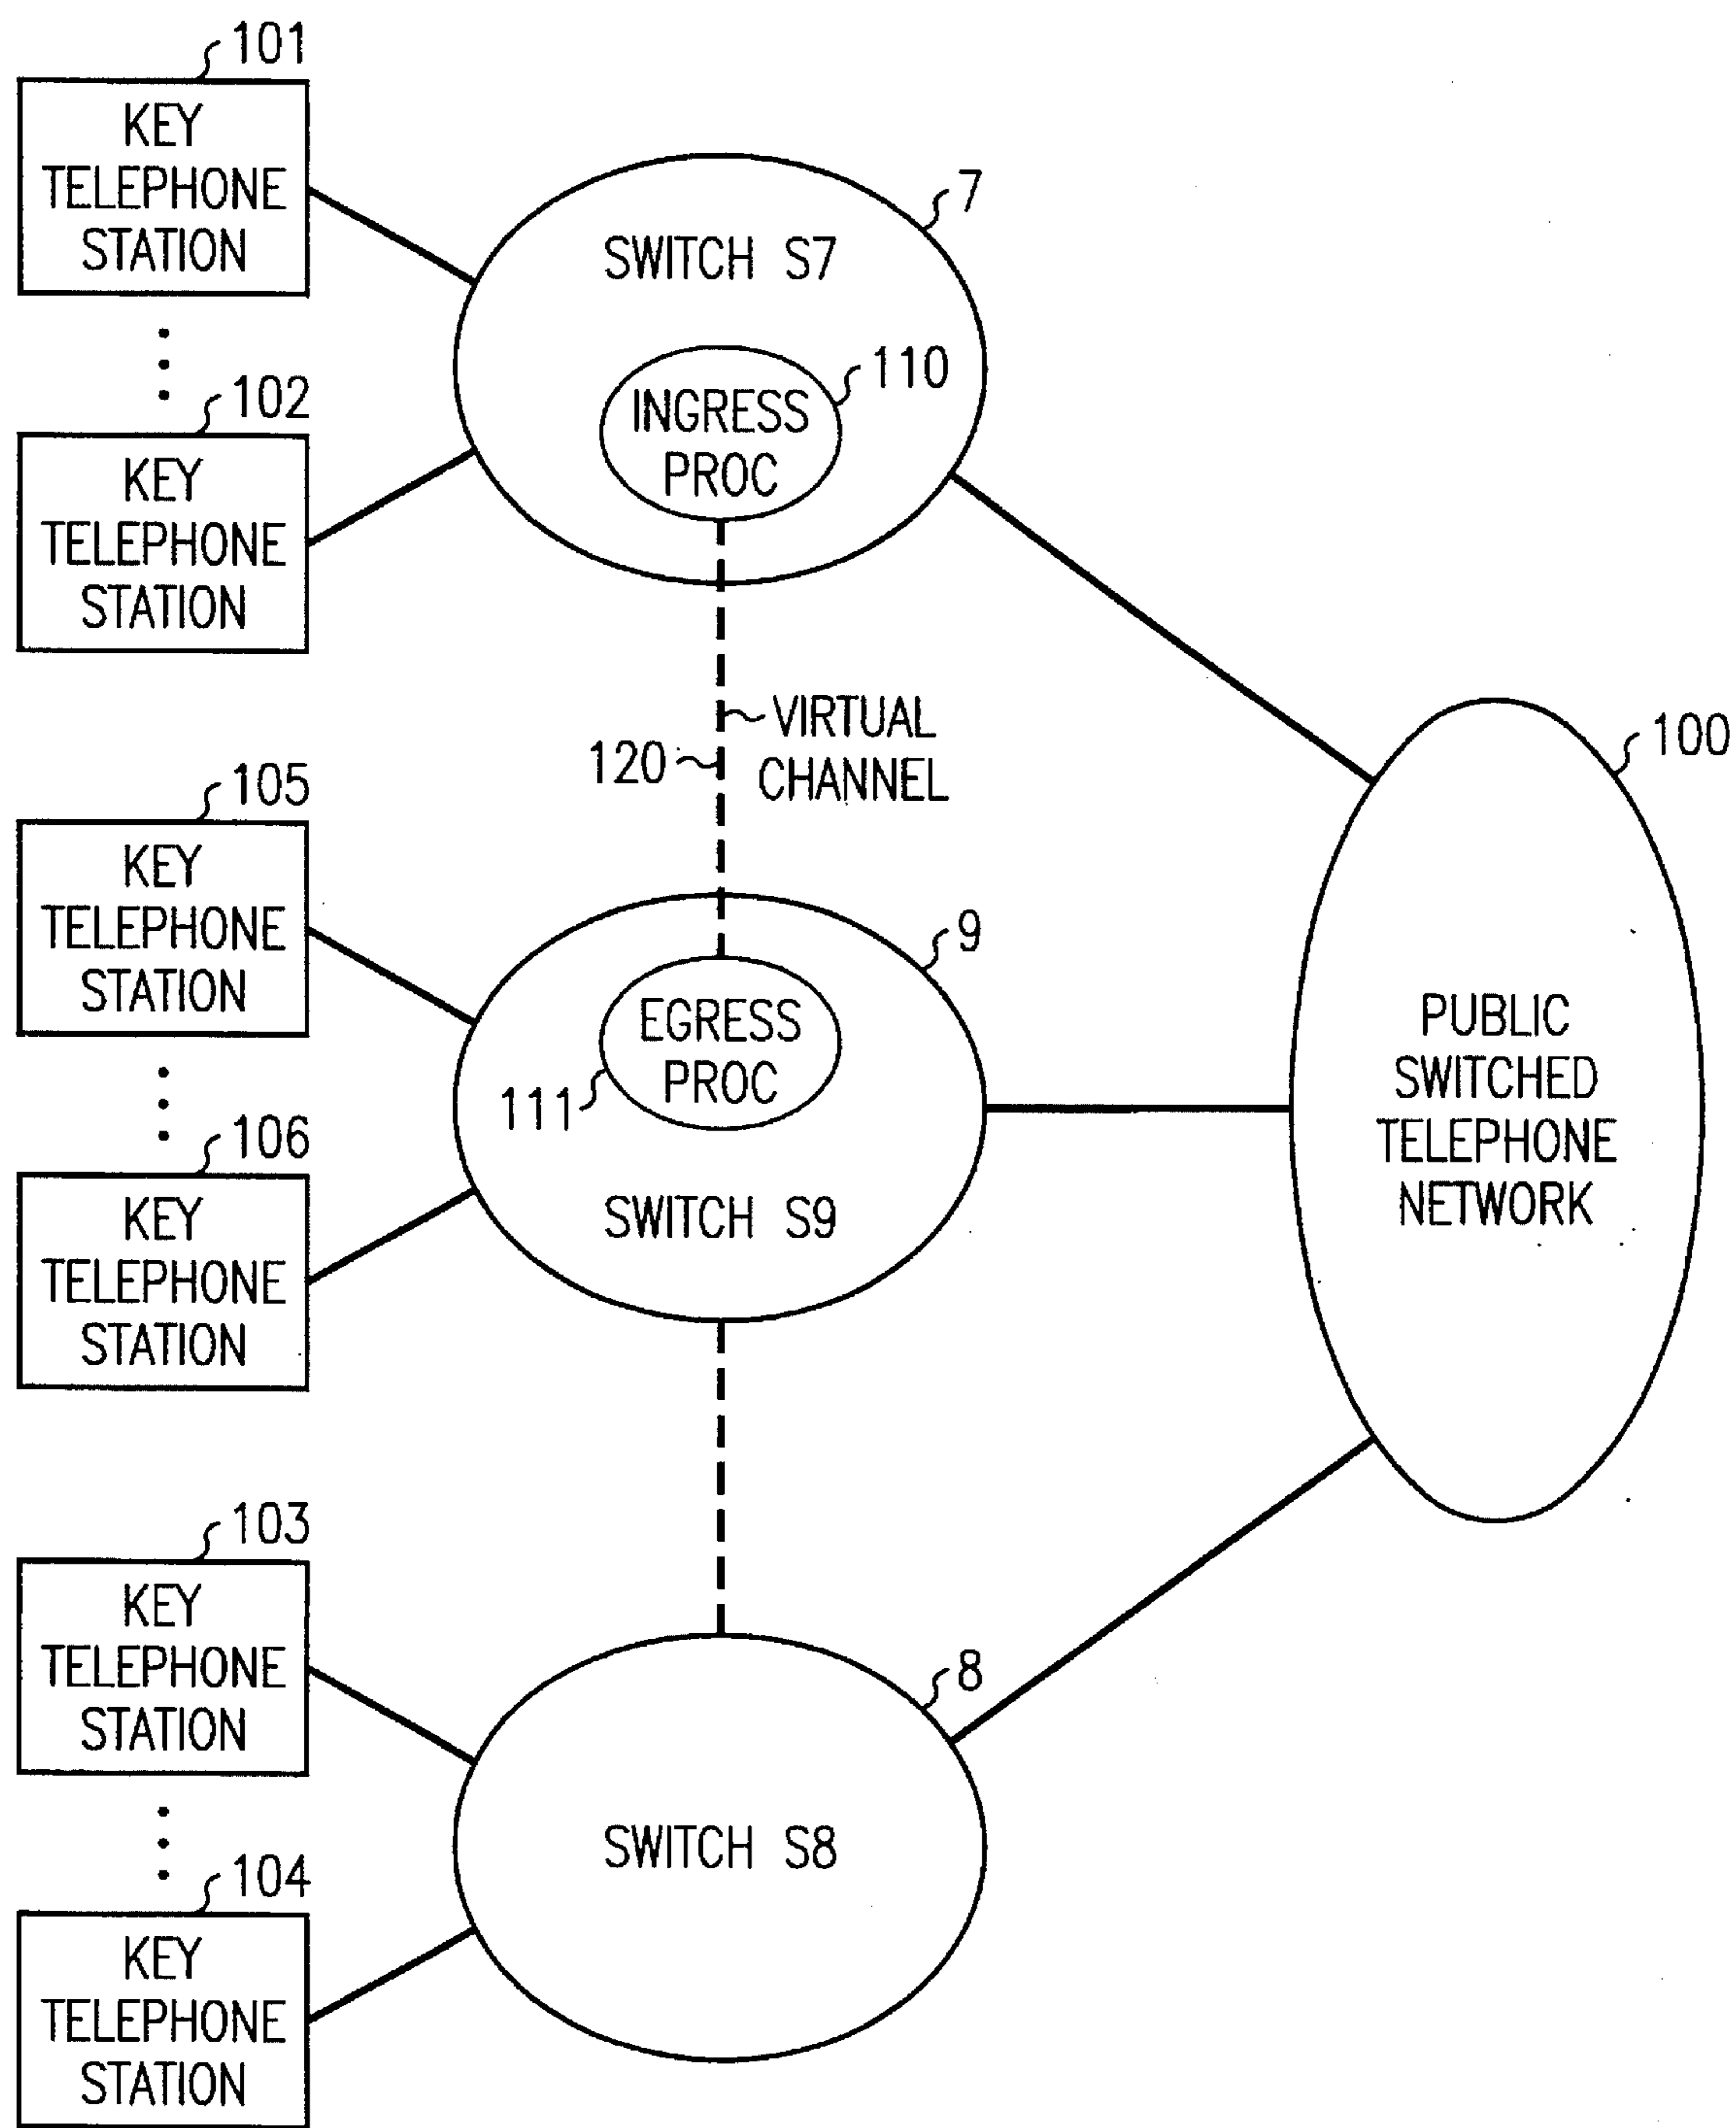 101
KEY
TELEPHONE
STATION
102
KEY
TELEPHONE
STATION
7
SWITCH S7
110
INGRESS
PROC
VIRTUAL
CHANNEL
120
105
KEY
TELEPHONE
STATION
106
KEY
TELEPHONE
STATION
9
EGRESS
PROC
111
SWITCH S9
100
PUBLIC
SWITCHED
TELEPHONE
NETWORK
103
KEY
TELEPHONE
STATION
104
KEY
TELEPHONE
STATION
8
SWITCH S8